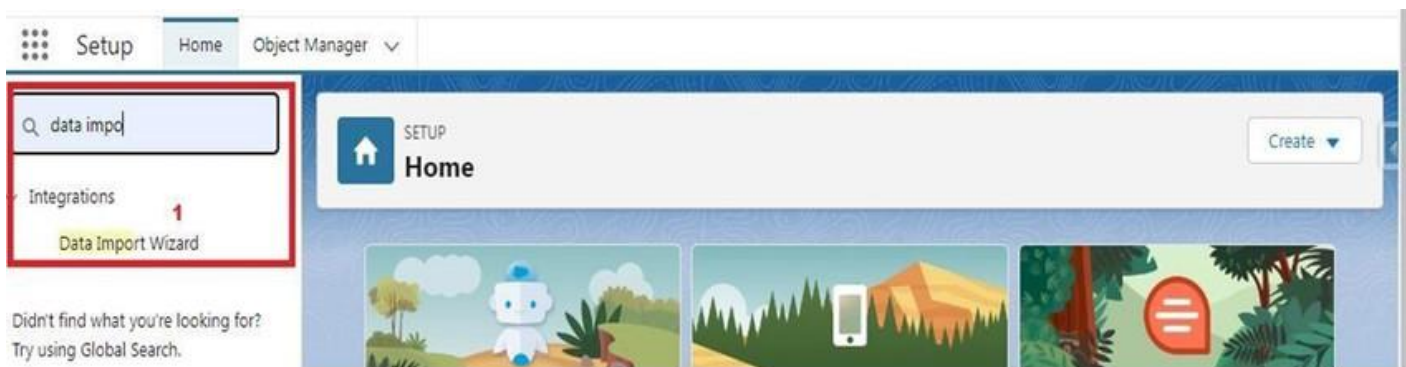 Setup Home Object Manager
data impo
Integrations
1
Data Import Wizard
Didn't find what you're looking for?
Try using Global Search.
SETUP
Home
Create